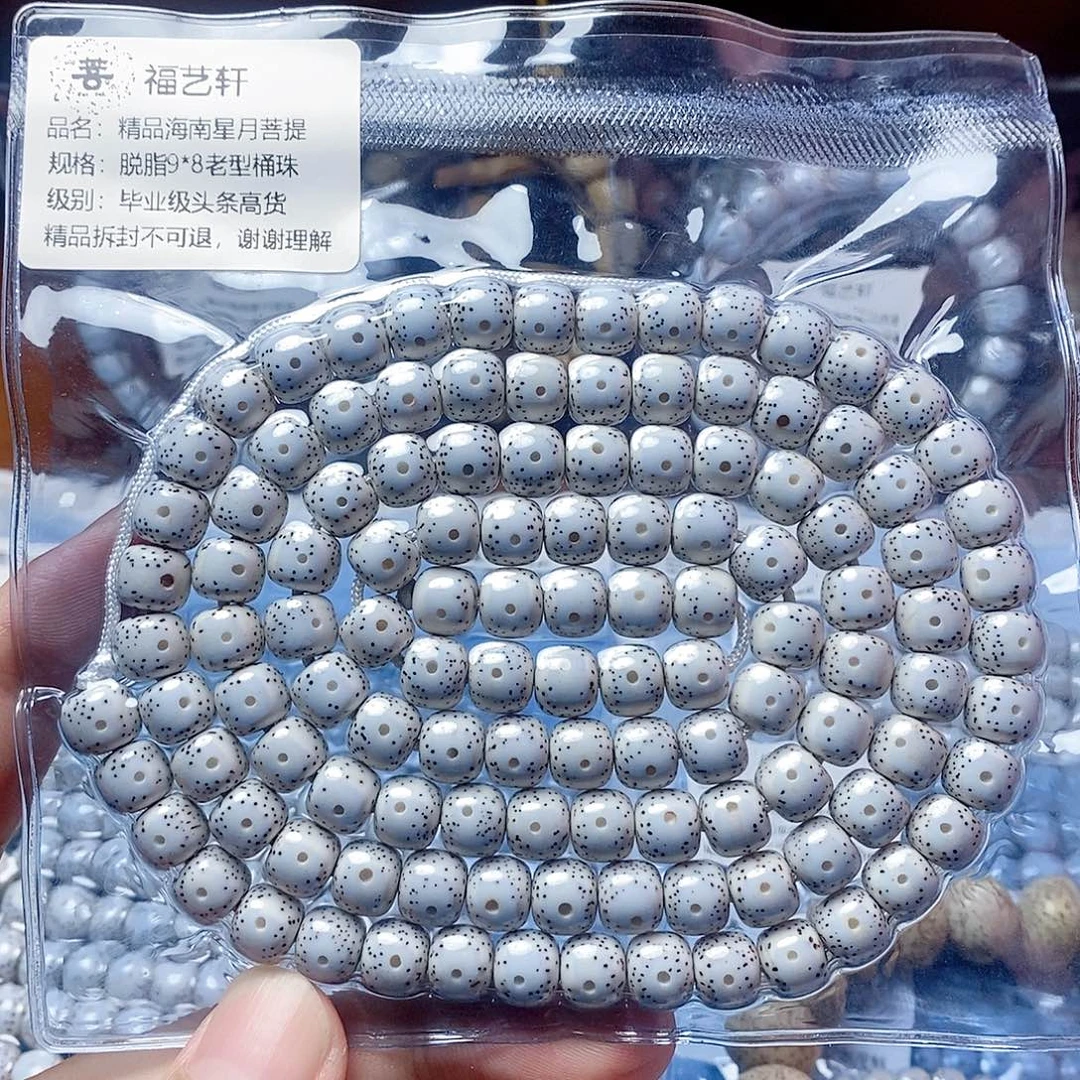 菩 福艺轩
品名：精品海南星月菩提
规格：脱脂9*8老型桶珠
级别：毕业级头条高货
精品拆封不可退，谢谢理解